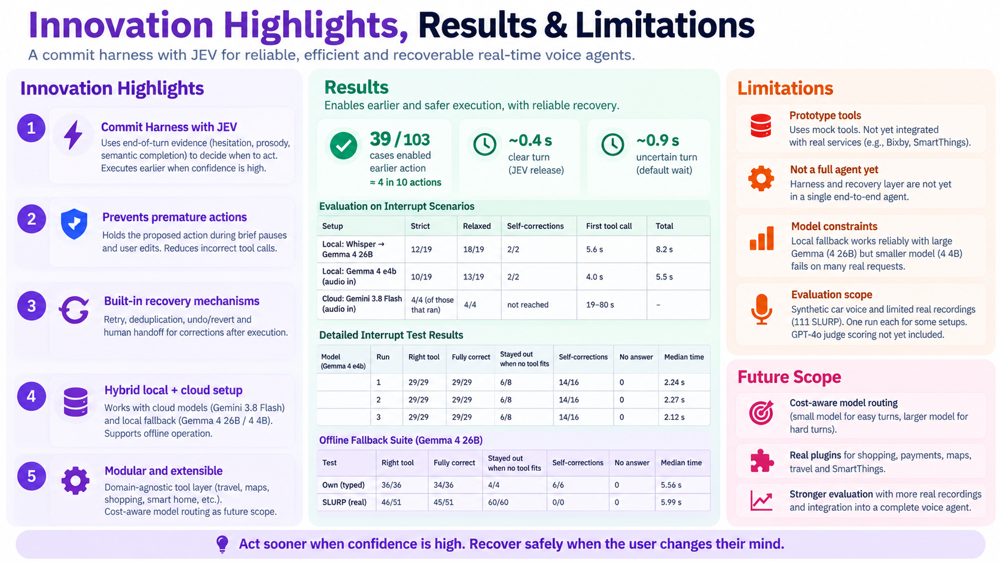 Innovation Highlights, Results & Limitations
A commit harness with JEV for reliable, efficient and recoverable real-time voice agents.
Innovation Highlights
1
Commit Harness with JEV
Uses end-of-turn evidence (hesitation, prosody,
semantic completion) to decide when to act.
Executes earlier when confidence is high.
2
Prevents premature actions
Holds the proposed action during brief pauses
and user edits. Reduces incorrect tool calls.
3
Built-in recovery mechanisms
Retry, deduplication, undo/revert and
human handoff for corrections after execution.
4
Hybrid local + cloud setup
Works with cloud models (Gemini 3.8 Flash)
and local fallback (Gemma 4 26B / 4 4B).
Supports offline operation.
5
Modular and extensible
Domain-agnostic tool layer (travel, maps,
shopping, smart home, etc.).
Cost-aware model routing as future scope.
Results
Enables earlier and safer execution, with reliable recovery.
39 / 103
cases enabled
earlier action
≈ 4 in 10 actions
~0.4 s
clear turn
(JEV release)
~0.9 s
uncertain turn
(default wait)
Evaluation on Interrupt Scenarios
Setup Strict Relaxed Self-corrections First tool call Total
Local: Whisper →
Gemma 4 26B 12/19 18/19 2/2 5.6 s 8.2 s
Local: Gemma 4 e4b
(audio in) 10/19 13/19 2/2 4.0 s 5.5 s
Cloud: Gemini 3.8 Flash
(audio in) 4/4 (of those
that ran) 4/4 not reached 19–80 s –
Detailed Interrupt Test Results
Model
(Gemma 4 e4b) Run Right tool Fully correct Stayed out
when no tool fits Self-corrections No answer Median time
1 29/29 29/29 6/8 14/16 0 2.24 s
2 29/29 29/29 6/8 14/16 0 2.27 s
3 29/29 29/29 6/8 14/16 0 2.12 s
Offline Fallback Suite (Gemma 4 26B)
Test Right tool Fully correct Stayed out
when no tool fits Self-corrections No answer Median time
Own (typed) 36/36 34/36 4/4 6/6 0 5.56 s
SLURP (real) 46/51 45/51 60/60 0/0 0 5.99 s
Limitations
Prototype tools
Uses mock tools. Not yet integrated
with real services (e.g., Bixby, SmartThings).
Not a full agent yet
Harness and recovery layer are not yet
in a single end-to-end agent.
Model constraints
Local fallback works reliably with large
Gemma (4 26B) but smaller model (4 4B)
fails on many real requests.
Evaluation scope
Synthetic car voice and limited real recordings
(111 SLURP). One run each for some setups.
GPT-4o judge scoring not yet included.
Future Scope
Cost-aware model routing
(small model for easy turns, larger model for
hard turns).
Real plugins for shopping, payments, maps,
travel and SmartThings.
Stronger evaluation with more real recordings
and integration into a complete voice agent.
Act sooner when confidence is high. Recover safely when the user changes their mind.